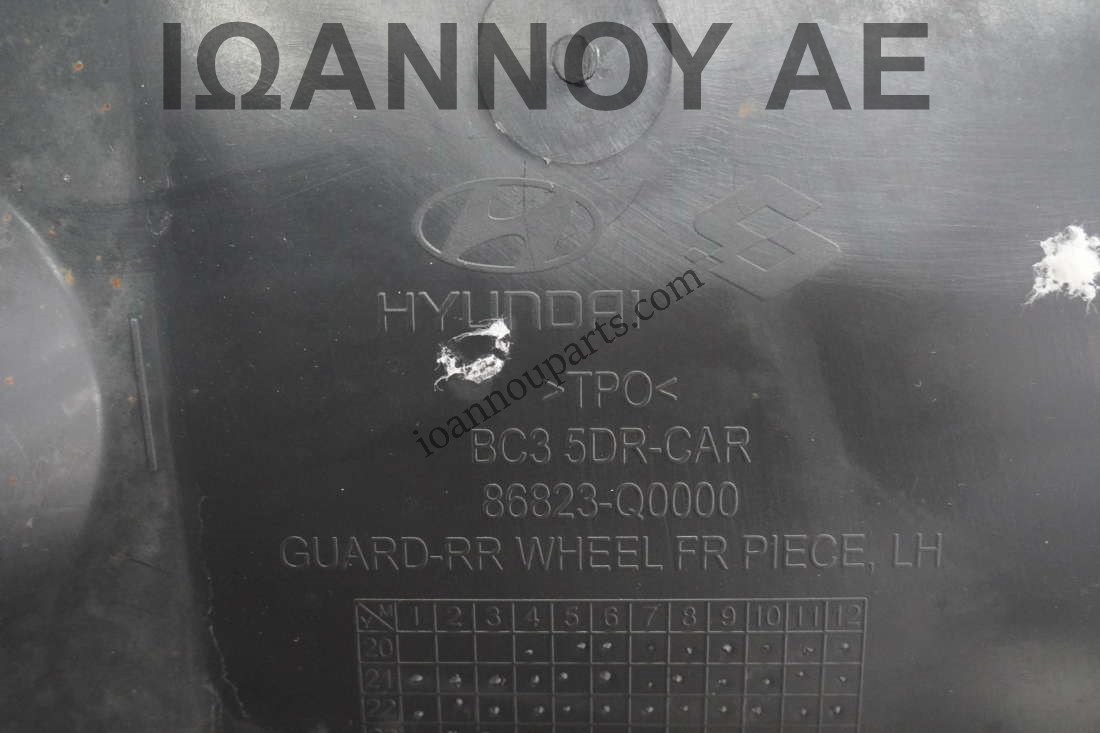 ΙΩΑΝΝΟΥ ΑΕ
HYUNDAI
ioannouparts.com
>TPO<
BC3 5DR-CAR
86823-Q0000
GUARD-RR WHEEL FR PIECE, LH
Y M 1 2 3 4 5 6 7 8 9 10 11 12
20
21
22